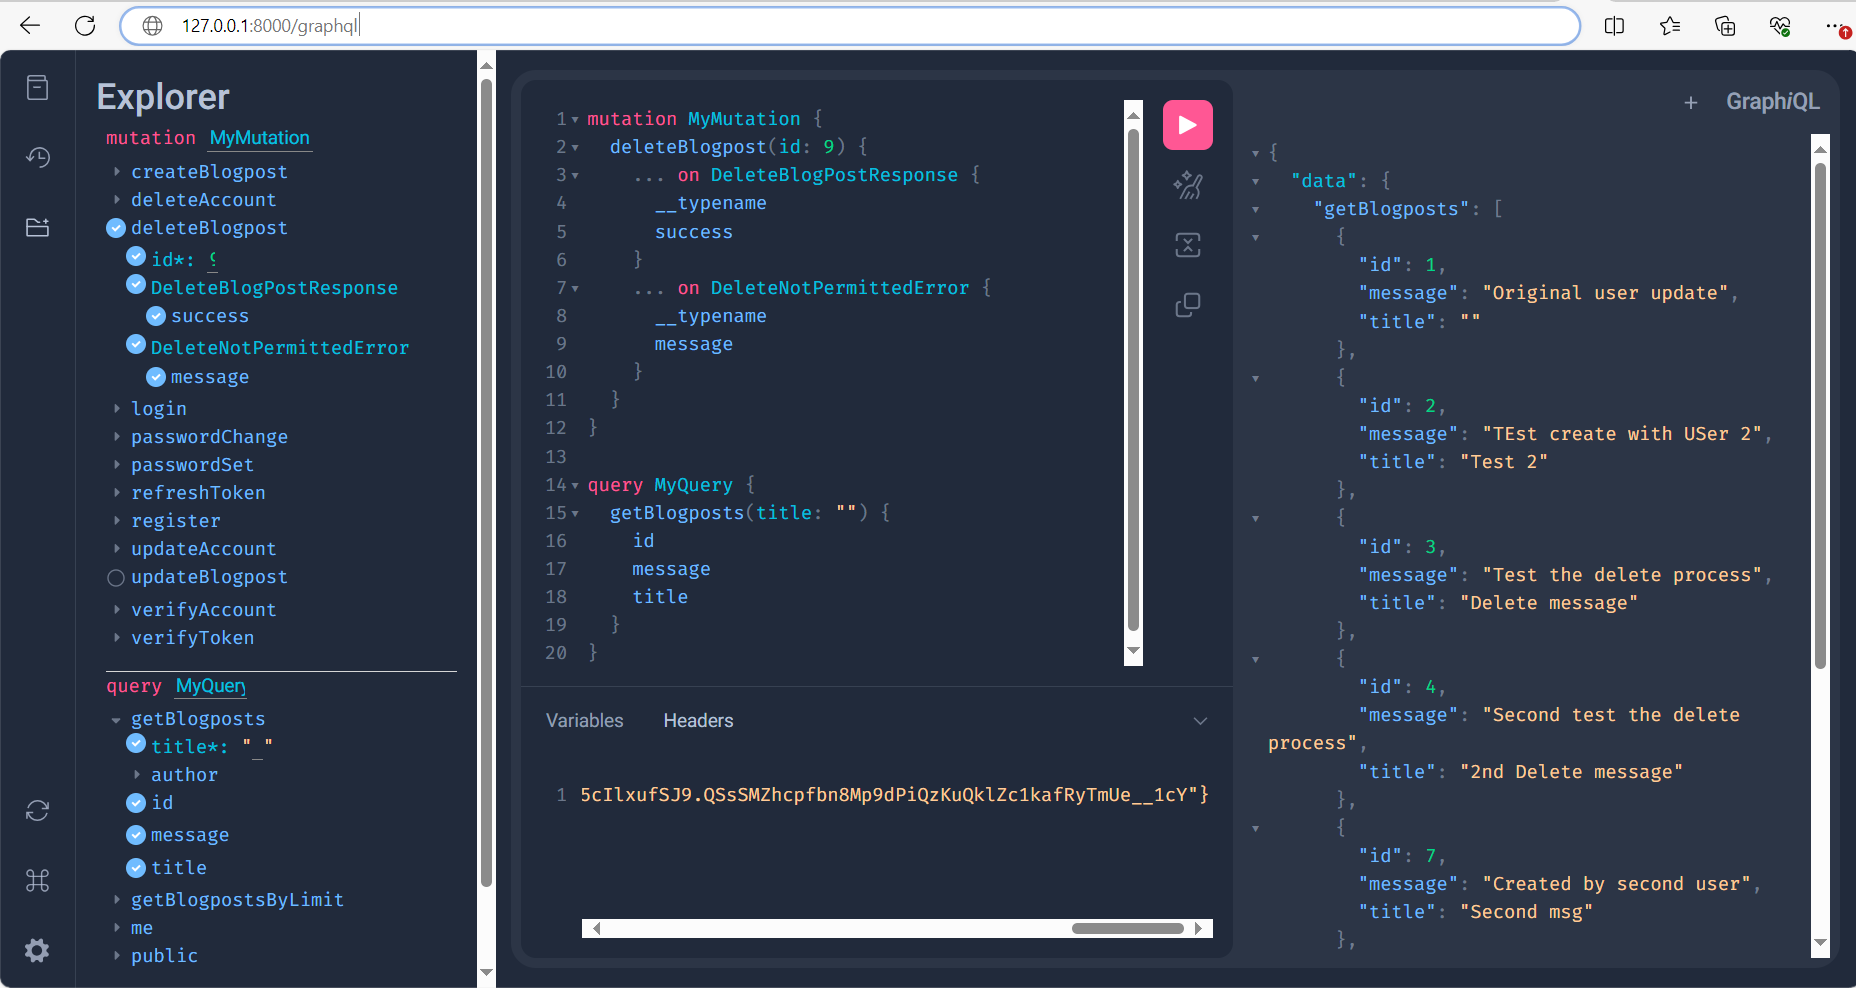 127.0.0.1:8000/graphql
Explorer
mutation MyMutation
createBlogpost
deleteAccount
deleteBlogpost
id*: 9
DeleteBlogPostResponse
success
DeleteNotPermittedError
message
login
passwordChange
passwordSet
refreshToken
register
updateAccount
updateBlogpost
verifyAccount
verifyToken
query MyQuery
getBlogposts
title*: " "
author
id
message
title
getBlogpostsByLimit
me
public
1 mutation MyMutation {
2 deleteBlogpost(id: 9) {
3 ... on DeleteBlogPostResponse {
4 __typename
5 success
6 }
7 ... on DeleteNotPermittedError {
8 __typename
9 message
10 }
11 }
12 }
13
14 query MyQuery {
15 getBlogposts(title: "") {
16 id
17 message
18 title
19 }
20 }
Variables Headers
1 5cIlxufSJ9.QSsSMZhcpfbn8Mp9dPiQzKuQklZc1kafRyTmUe__1cY"}
+ GraphiQL
{
"data": {
"getBlogposts": [
{
"id": 1,
"message": "Original user update",
"title": ""
},
{
"id": 2,
"message": "TEst create with USer 2",
"title": "Test 2"
},
{
"id": 3,
"message": "Test the delete process",
"title": "Delete message"
},
{
"id": 4,
"message": "Second test the delete
process",
"title": "2nd Delete message"
},
{
"id": 7,
"message": "Created by second user",
"title": "Second msg"
},